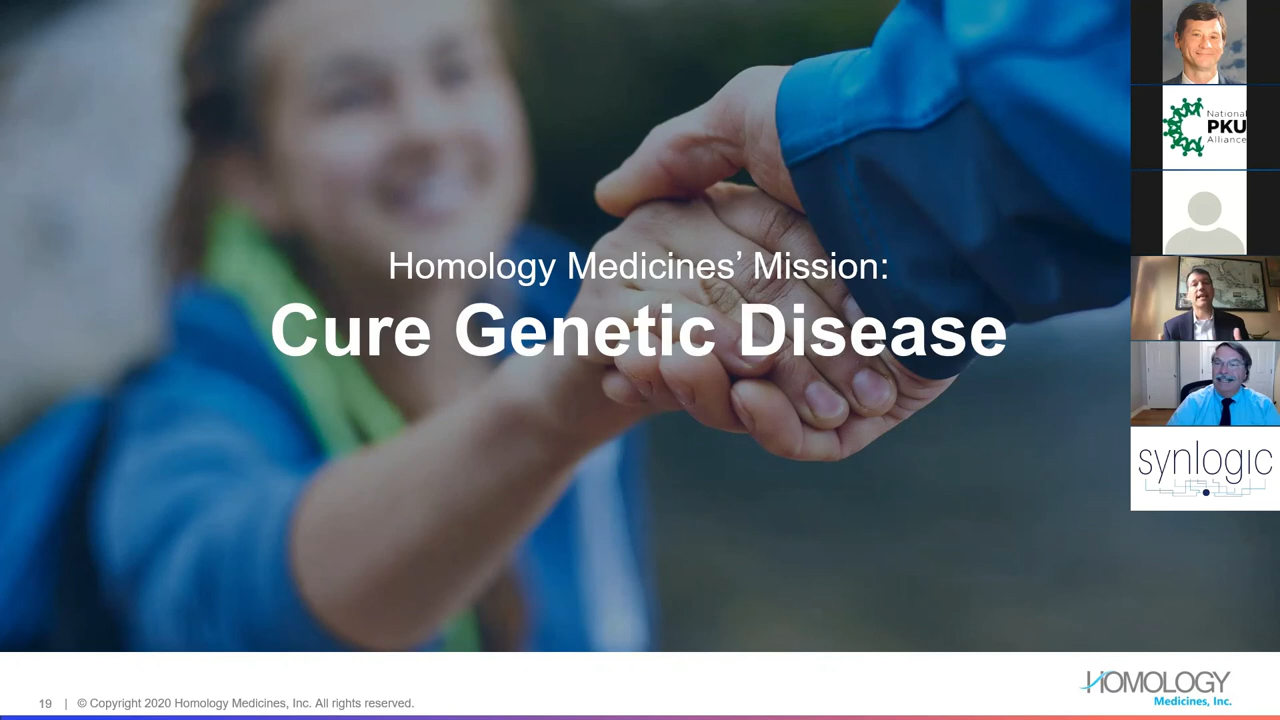 Homology Medicines’ Mission:
Cure Genetic Disease
National
PKU
Alliance
synlogic
19 | © Copyright 2020 Homology Medicines, Inc. All rights reserved.
HOMOLOGY
Medicines, Inc.